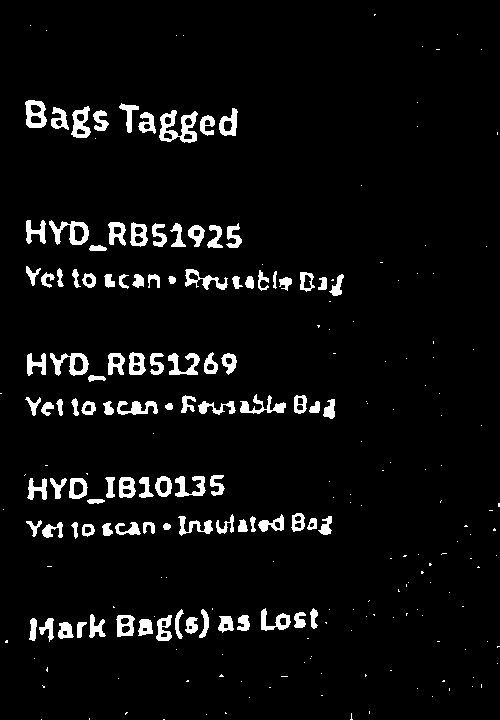 Bags Tagged
HYD_RB51925
Yet to scan • Reusable Bag
HYD_RB51269
Yet to scan • Reusable Bag
HYD_IB10135
Yet to scan • Insulated Bag
Mark Bag(s) as Lost